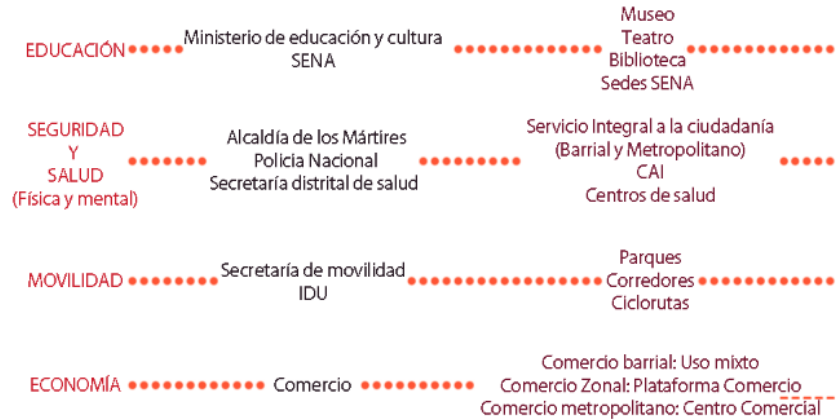 EDUCACIÓN
Ministerio de educación y cultura
SENA
Museo
Teatro
Biblioteca
Sedes SENA
SEGURIDAD
Y
SALUD
(Física y mental)
Alcaldía de los Mártires
Policia Nacional
Secretaría distrital de salud
Servicio Integral a la ciudadanía
(Barrial y Metropolitano)
CAI
Centros de salud
MOVILIDAD
Secretaría de movilidad
IDU
Parques
Corredores
Ciclorutas
ECONOMÍA
Comercio
Comercio barrial: Uso mixto
Comercio Zonal: Plataforma Comercio
Comercio metropolitano: Centro Comercial